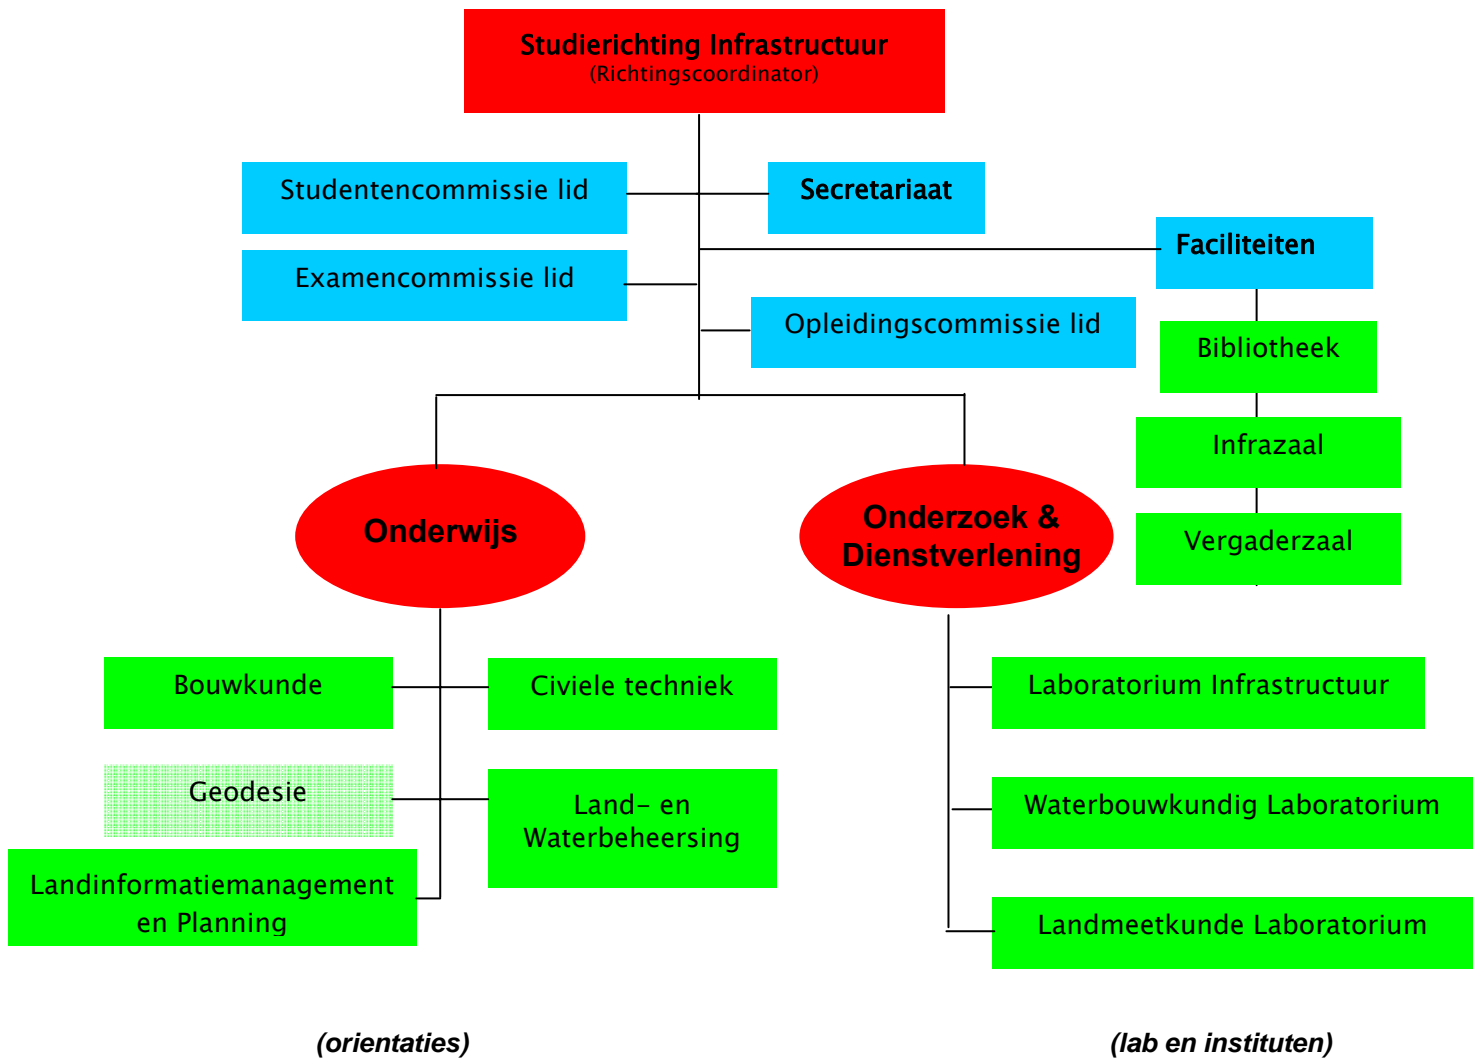 Studierichting Infrastructuur
(Richtingscoordinator)
Studentencommissie lid
Secretariaat
Faciliteiten
Examencommissie lid
Opleidingscommissie lid
Bibliotheek
Infrazaal
Vergaderzaal
Onderwijs
Onderzoek &
Dienstverlening
Bouwkunde
Civiele techniek
Geodesie
Land- en
Waterbeheersing
Landinformatiemanagement
en Planning
Laboratorium Infrastructuur
Waterbouwkundig Laboratorium
Landmeetkunde Laboratorium
(orientaties)
(lab en instituten)